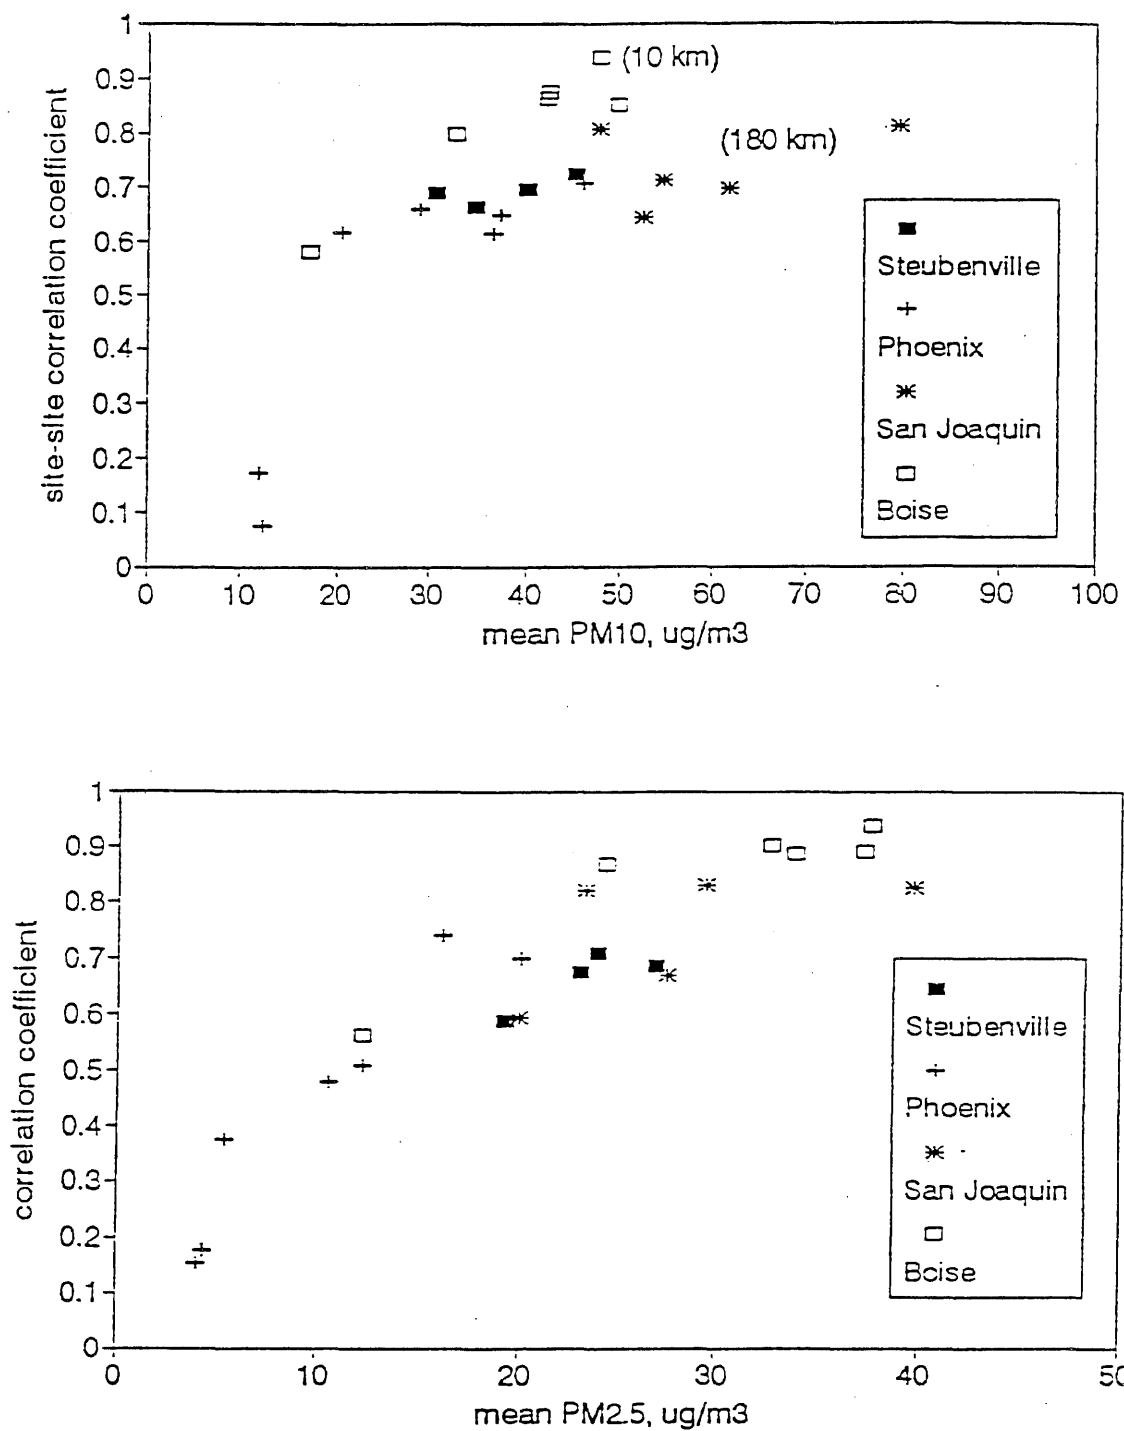 1
0.9
0.8
0.7
0.6
0.5
0.4
0.3
0.2
0.1
0
site-site correlation coefficient
(10 km)
(180 km)
Steubenville
Phoenix
San Joaquin
Boise
0 10 20 30 40 50 60 70 80 90 100
mean PM10, ug/m3
1
0.9
0.8
0.7
0.6
0.5
0.4
0.3
0.2
0.1
0
correlation coefficient
Steubenville
Phoenix
San Joaquin
Boise
0 10 20 30 40 50
mean PM2.5, ug/m3